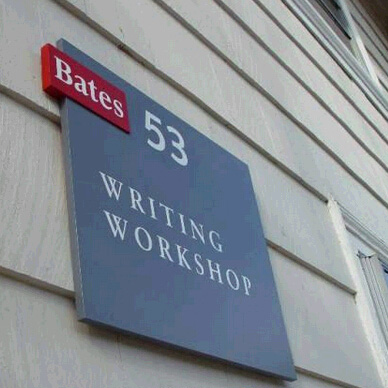 Bates
53
WRITING
WORKSHOP